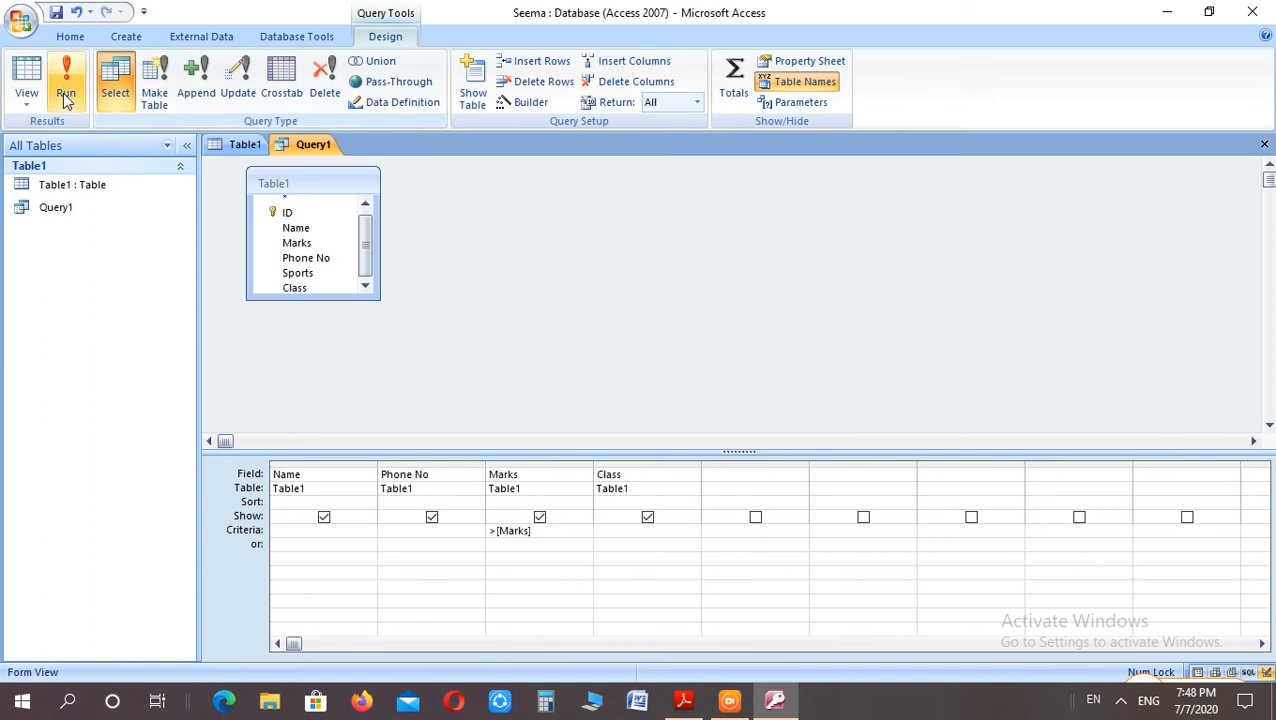 Seema : Database (Access 2007) - Microsoft Access
Query Tools
Home
Create
External Data
Database Tools
Design
View
Run
Results
Select
Make Table
Append
Update
Crosstab
Delete
Union
Pass-Through
Data Definition
Query Type
Show Table
Insert Rows
Delete Rows
Builder
Insert Columns
Delete Columns
Return: All
Query Setup
Totals
Property Sheet
Table Names
Parameters
Show/Hide
All Tables
Table1
Table1 : Table
Query1
Table1
Query1
Table1
*
ID
Name
Marks
Phone No
Sports
Class
Field: Name Phone No Marks Class
Table: Table1 Table1 Table1 Table1
Sort:
Show:
Criteria: >[Marks]
or:
Activate Windows
Go to Settings to activate Windows.
Form View
Num Lock
SQL
EN
ENG
7:48 PM
7/7/2020